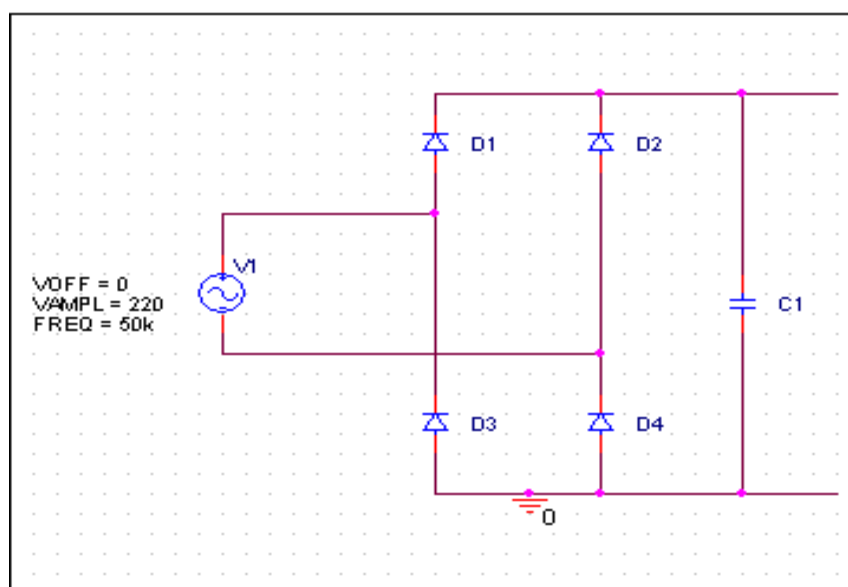 D1
D2
V1
VOFF = 0
VAMPL = 220
FREQ = 50k
C1
D3
D4
0